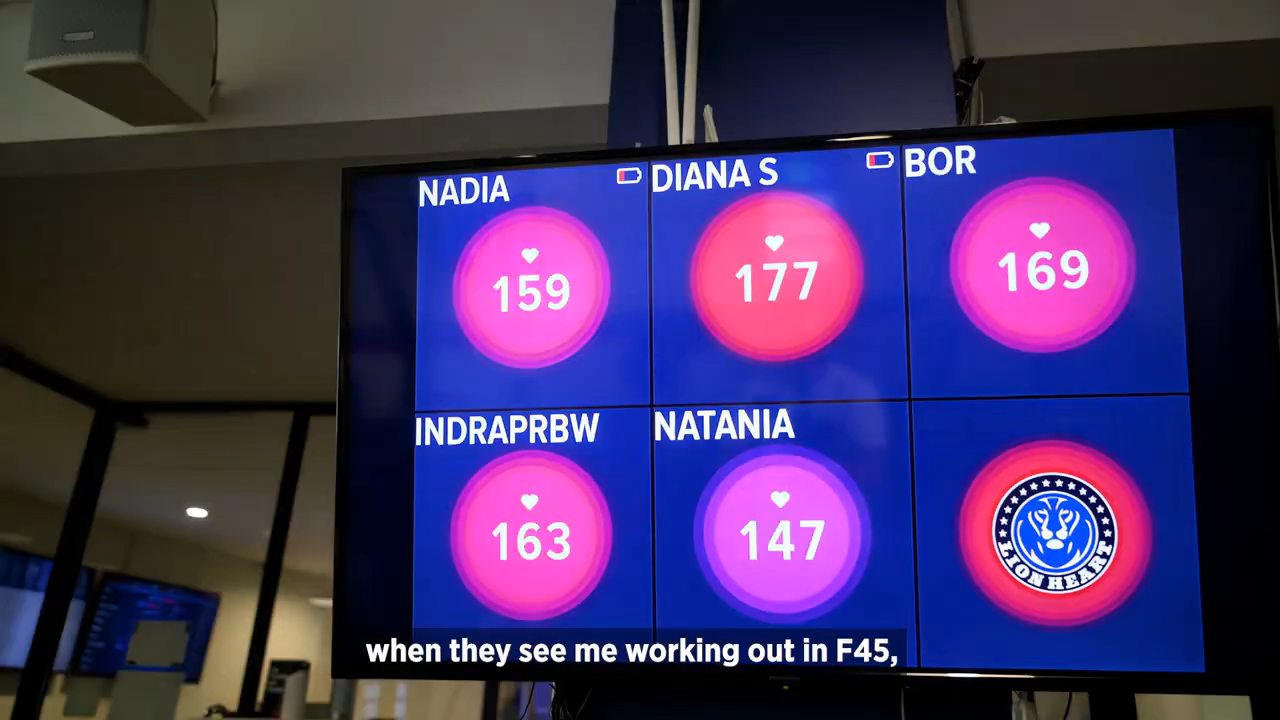 NADIA
DIANA S
BOR
159
177
169
INDRAPRBW
NATANIA
163
147
LION HEART
when they see me working out in F45,